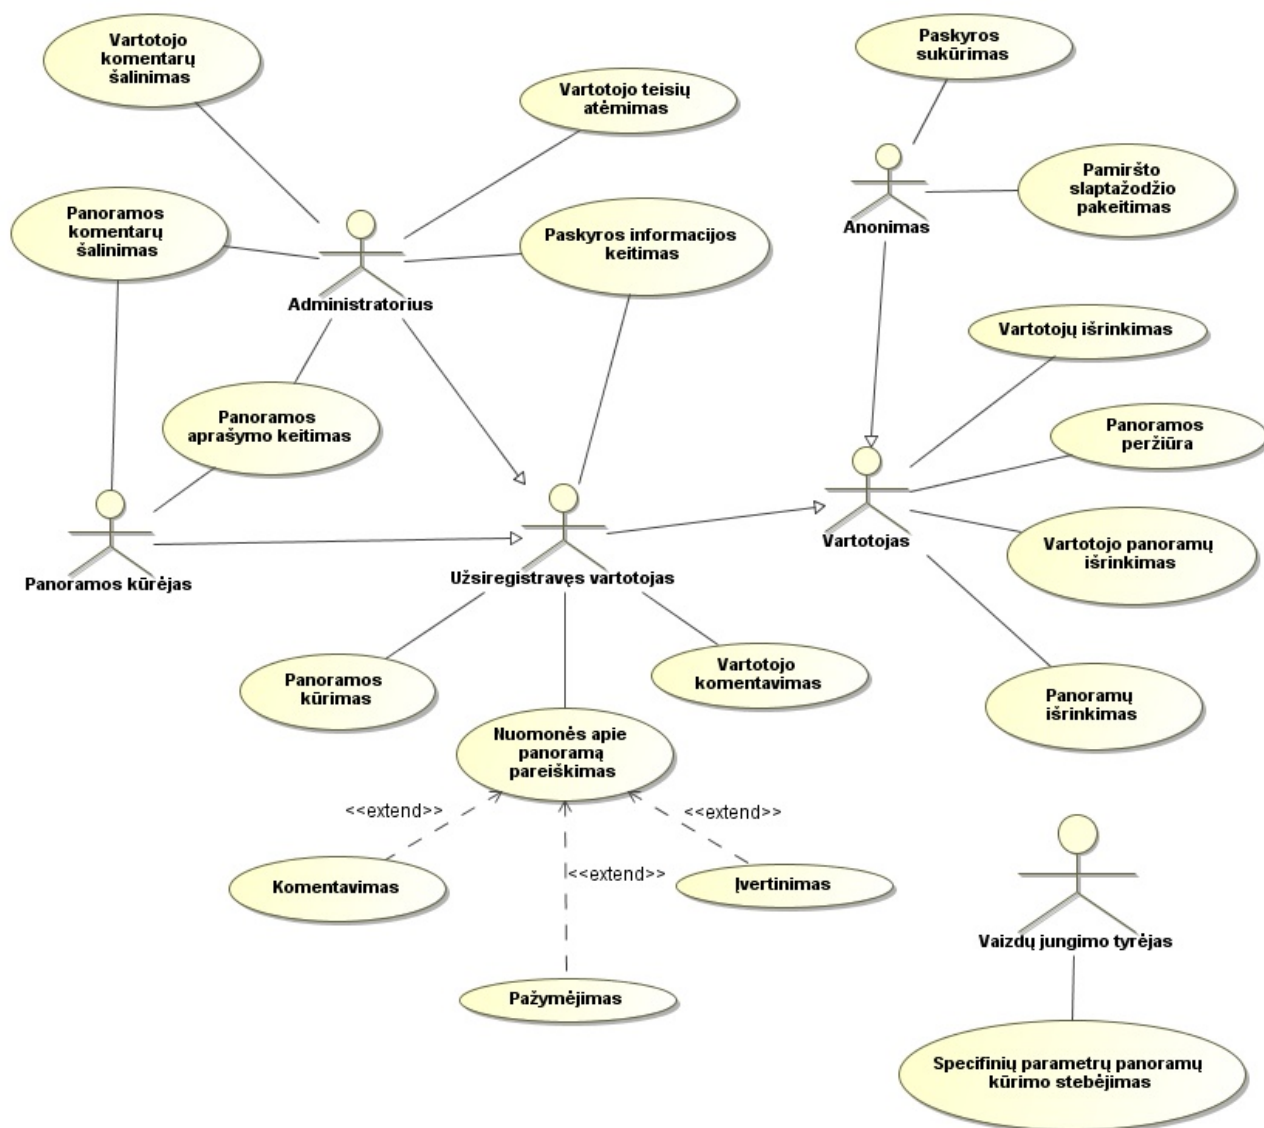 Vartotojo
komentarų
šalinimas
Paskyros
sukūrimas
Vartotojo teisių
atėmimas
Pamiršto
slaptažodžio
pakeitimas
Panoramos
komentarų
šalinimas
Anonimas
Paskyros informacijos
keitimas
Administratorius
Vartotojų išrinkimas
Panoramos
aprašymo keitimas
Panoramos
peržiūra
Vartotojas
Vartotojo panoramų
išrinkimas
Panoramos kūrėjas
Užsiregistravęs vartotojas
Panoramos
kūrimas
Vartotojo
komentavimas
Panoramų
išrinkimas
Nuomonės apie
panoramą
pareiškimas
<<extend>>
<<extend>>
<<extend>>
Komentavimas
Įvertinimas
Vaizdų jungimo tyrėjas
Pažymėjimas
Specifinių parametrų panoramų
kūrimo stebėjimas